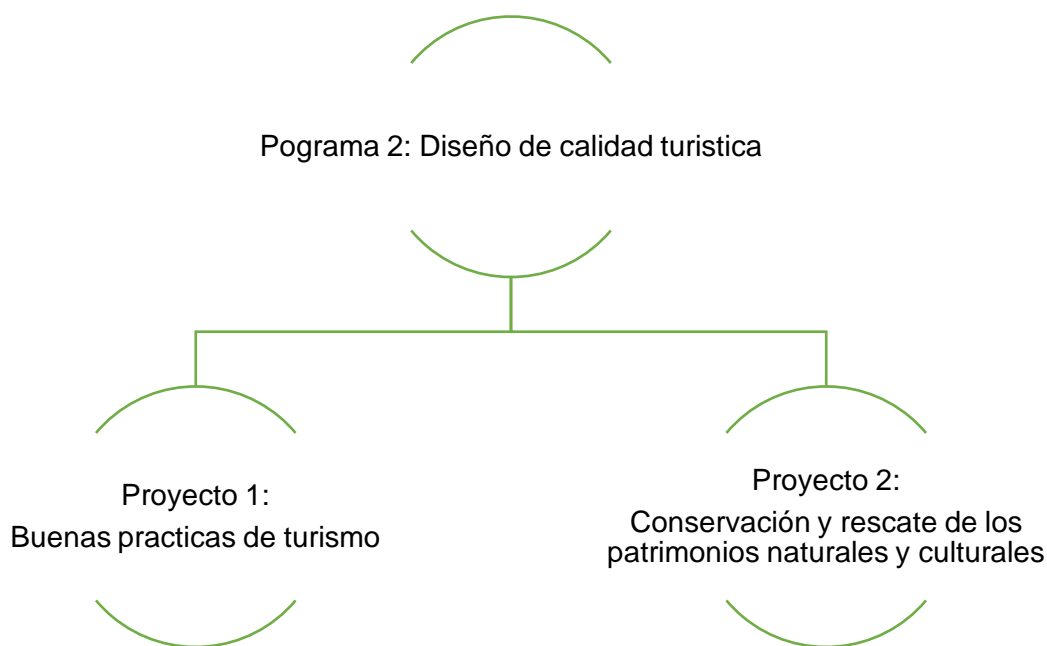 Pograma 2: Diseño de calidad turistica
Proyecto 1:
Buenas practicas de turismo
Proyecto 2:
Conservación y rescate de los
patrimonios naturales y culturales